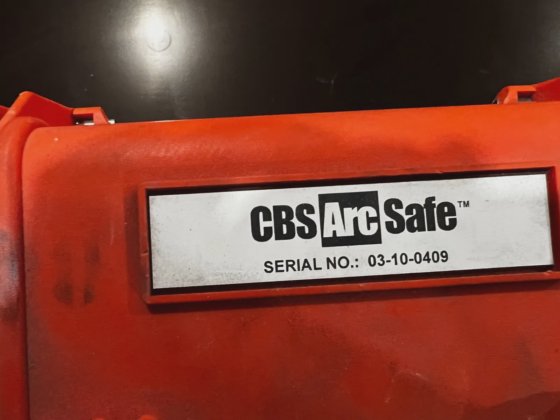 CBS ArcSafe™
SERIAL NO.: 03-10-0409